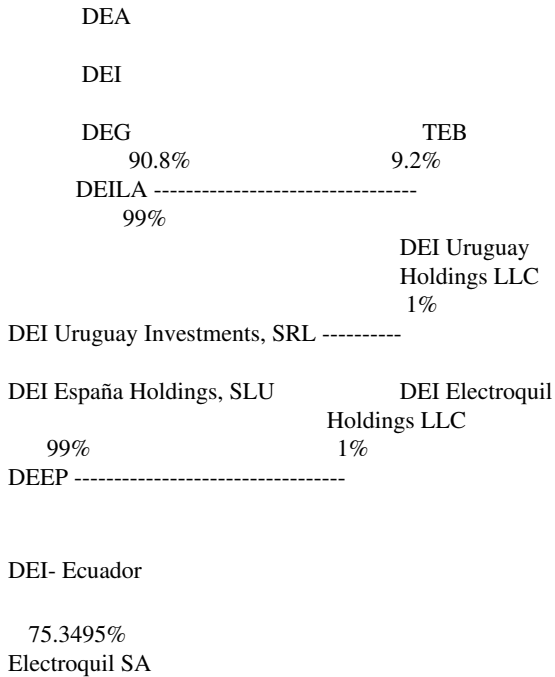 DEA
DEI
DEG TEB
90.8% 9.2%
DEILA ---------------------------------
99%
DEI Uruguay
Holdings LLC
1%
DEI Uruguay Investments, SRL ----------
DEI España Holdings, SLU DEI Electroquil
Holdings LLC
99% 1%
DEEP ----------------------------------
DEI- Ecuador
75.3495%
Electroquil SA